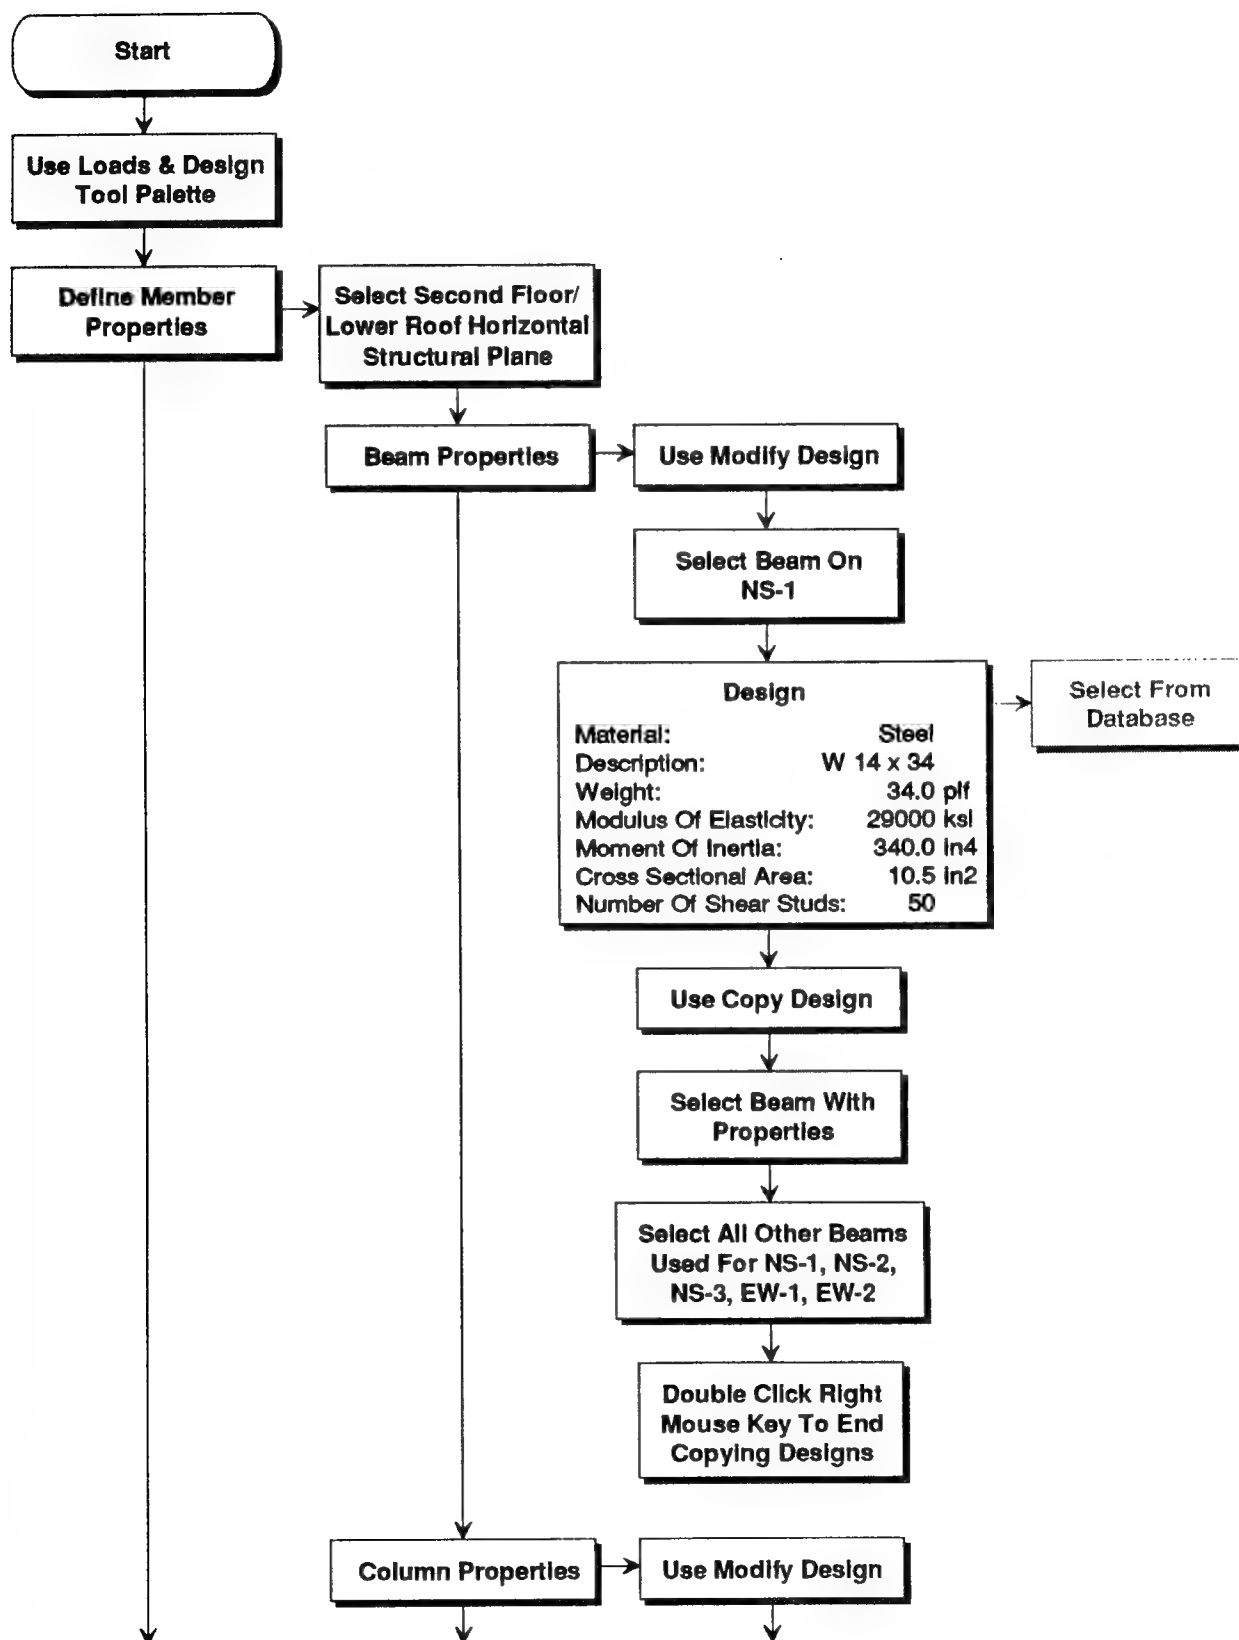 Start
Use Loads & Design
Tool Palette
Define Member
Properties
Select Second Floor/
Lower Roof Horizontal
Structural Plane
Beam Properties
Use Modify Design
Select Beam On
NS-1
Design
Material: Steel
Description: W 14 x 34
Weight: 34.0 plf
Modulus Of Elasticity: 29000 ksi
Moment Of Inertia: 340.0 in4
Cross Sectional Area: 10.5 in2
Number Of Shear Studs: 50
Select From
Database
Use Copy Design
Select Beam With
Properties
Select All Other Beams
Used For NS-1, NS-2,
NS-3, EW-1, EW-2
Double Click Right
Mouse Key To End
Copying Designs
Column Properties
Use Modify Design